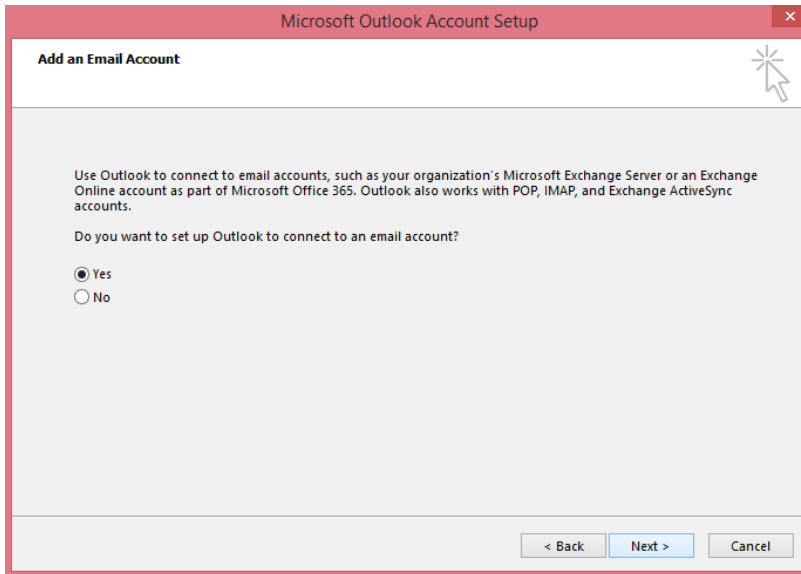 Microsoft Outlook Account Setup
Add an Email Account
Use Outlook to connect to email accounts, such as your organization's Microsoft Exchange Server or an Exchange
Online account as part of Microsoft Office 365. Outlook also works with POP, IMAP, and Exchange ActiveSync
accounts.
Do you want to set up Outlook to connect to an email account?
Yes
No
< Back Next > Cancel